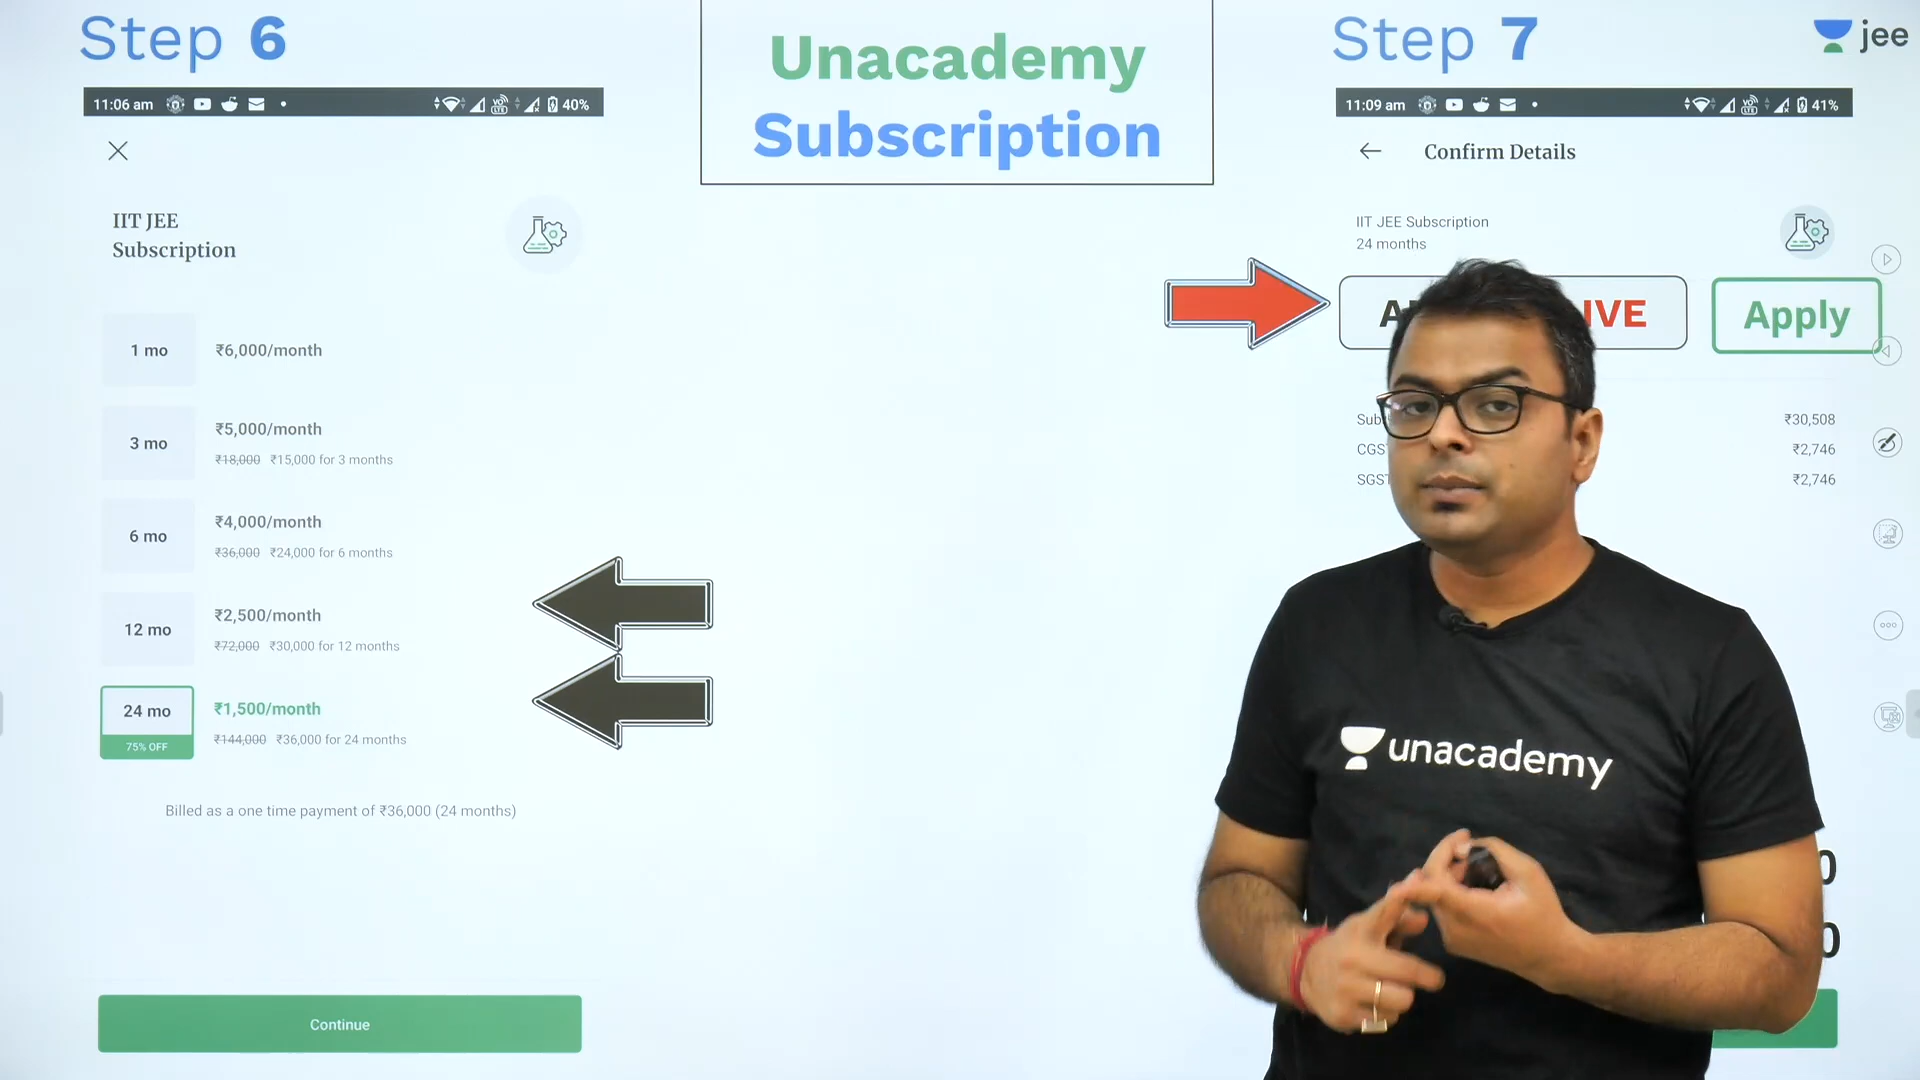 Step 6
11:06 am
40%
IIT JEE
Subscription
1 mo
₹6,000/month
3 mo
₹5,000/month
₹18,000 ₹15,000 for 3 months
6 mo
₹4,000/month
₹36,000 ₹24,000 for 6 months
12 mo
₹2,500/month
₹72,000 ₹30,000 for 12 months
24 mo
75% OFF
₹1,500/month
₹144,000 ₹36,000 for 24 months
Billed as a one time payment of ₹36,000 (24 months)
Continue
Unacademy
Subscription
Step 7
jee
11:09 am
41%
Confirm Details
IIT JEE Subscription
24 months
IVE
Apply
₹30,508
₹2,746
₹2,746
unacademy